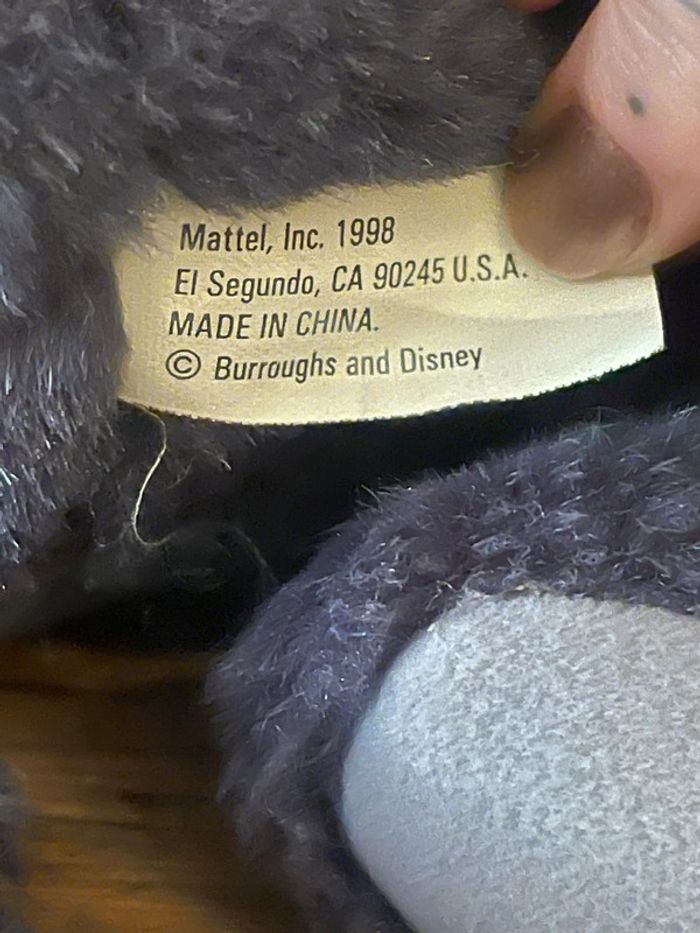 Mattel, Inc. 1998
El Segundo, CA 90245 U.S.A.
MADE IN CHINA.
© Burroughs and Disney